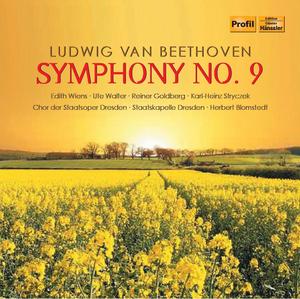 Profil
Edition
Günter
Hänssler
LUDWIG VAN BEETHOVEN
SYMPHONY NO. 9
Edith Wiens · Ute Walter · Reiner Goldberg · Karl-Heinz Stryczek
Chor der Staatsoper Dresden · Staatskapelle Dresden · Herbert Blomstedt